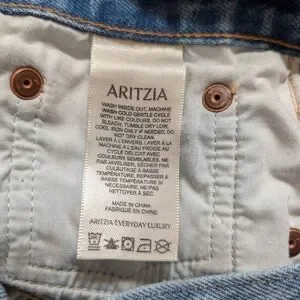 ARITZIA
WASH INSIDE OUT, MACHINE
WASH COLD GENTLE CYCLE
WITH LIKE COLOURS. DO NOT
BLEACH, TUMBLE DRY LOW.
COOL IRON ONLY IF NEEDED. DO
NOT DRY CLEAN.
LAVER À L'ENVERS, LAVER À LA
MACHINE À L'EAU FROIDE AU
CYCLE DÉLICAT AVEC
COULEURS SEMBLABLES. NE
PAS JAVELLISER, SÉCHER PAR
CULBUTAGE À BASSE
TEMPÉRATURE, REPASSER À
BASSE TEMPÉRATURE SI
NÉCESSAIRE. NE PAS
NETTOYER À SEC.
MADE IN CHINA
FABRIQUÉ EN CHINE
ARITZIA EVERYDAY LUXURY